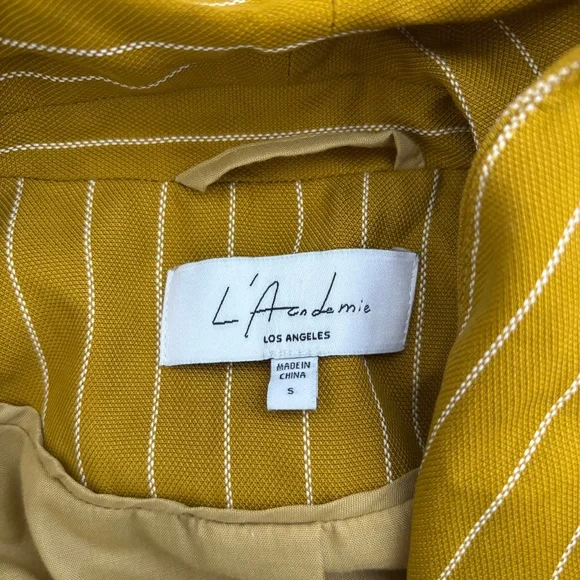 L'Academie
LOS ANGELES
MADE IN
CHINA
S